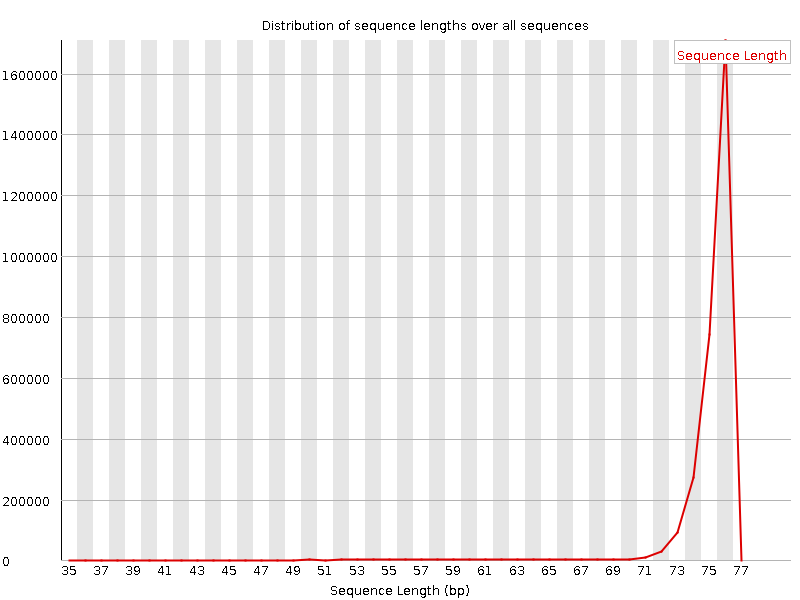 Distribution of sequence lengths over all sequences
Sequence Length
1600000
1400000
1200000
1000000
800000
600000
400000
200000
0
35 37 39 41 43 45 47 49 51 53 55 57 59 61 63 65 67 69 71 73 75 77
Sequence Length (bp)